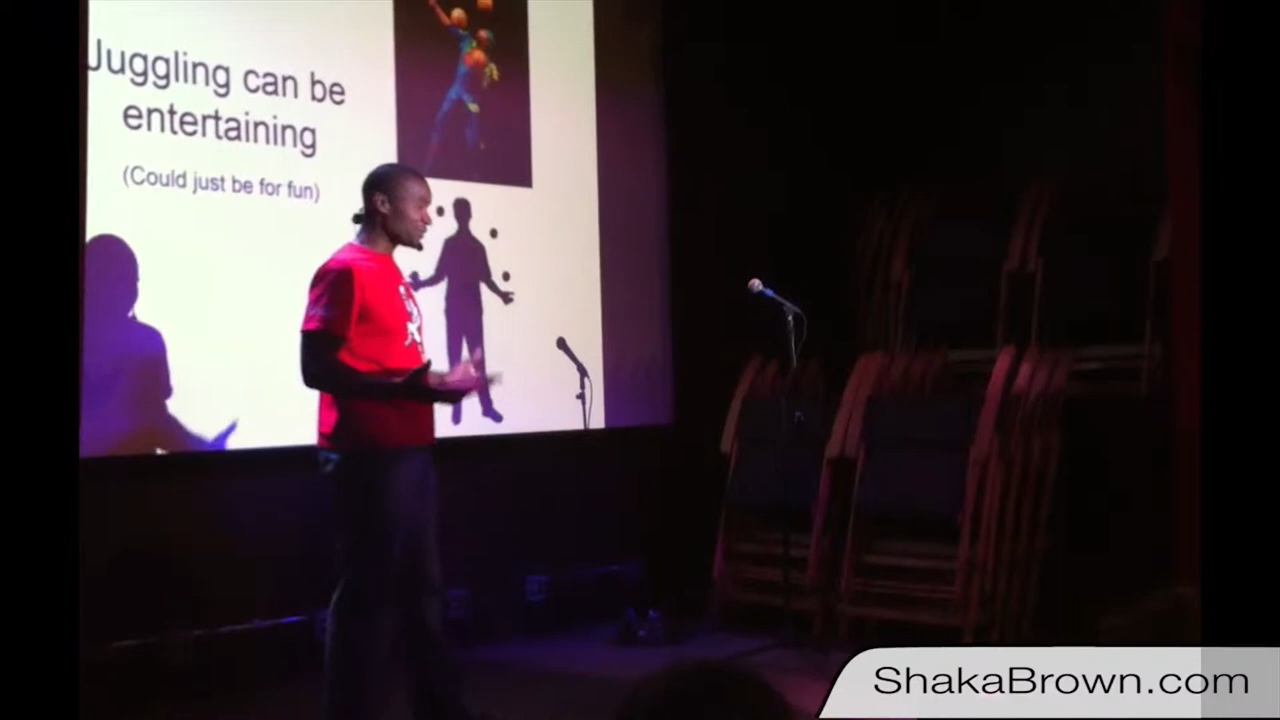 Juggling can be
entertaining
(Could just be for fun)
ShakaBrown.com